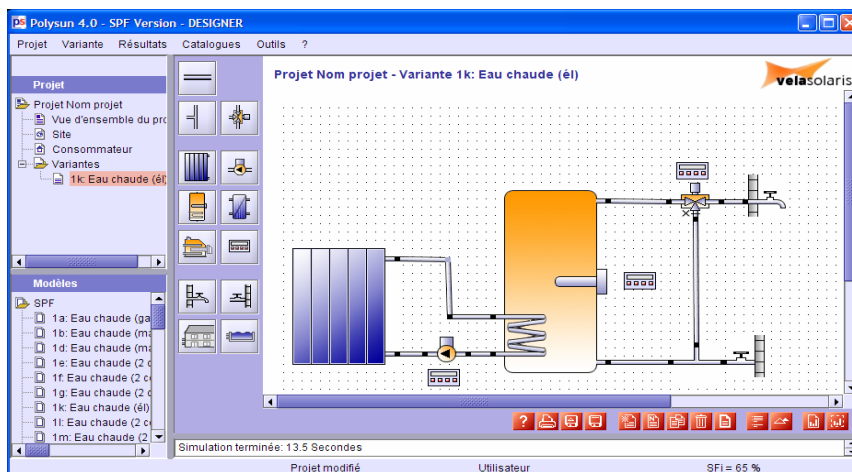 Polysun 4.0 - SPF Version - DESIGNER
Projet Variante Résultats Catalogues Outils ?
Projet
Projet Nom projet
Vue d'ensemble du pro
Site
Consommateur
Variantes
1k: Eau chaude (él)
Modèles
SPF
1a: Eau chaude (ga
1b: Eau chaude (ma
1d: Eau chaude (ma
1e: Eau chaude (2 c
1f: Eau chaude (2 co
1g: Eau chaude (2 c
1k: Eau chaude (él)
1l: Eau chaude (2 co
1m: Eau chaude (2
Projet Nom projet - Variante 1k: Eau chaude (él)
velasolaris
Simulation terminée: 13.5 Secondes
Projet modifié Utilisateur SFi = 65 %